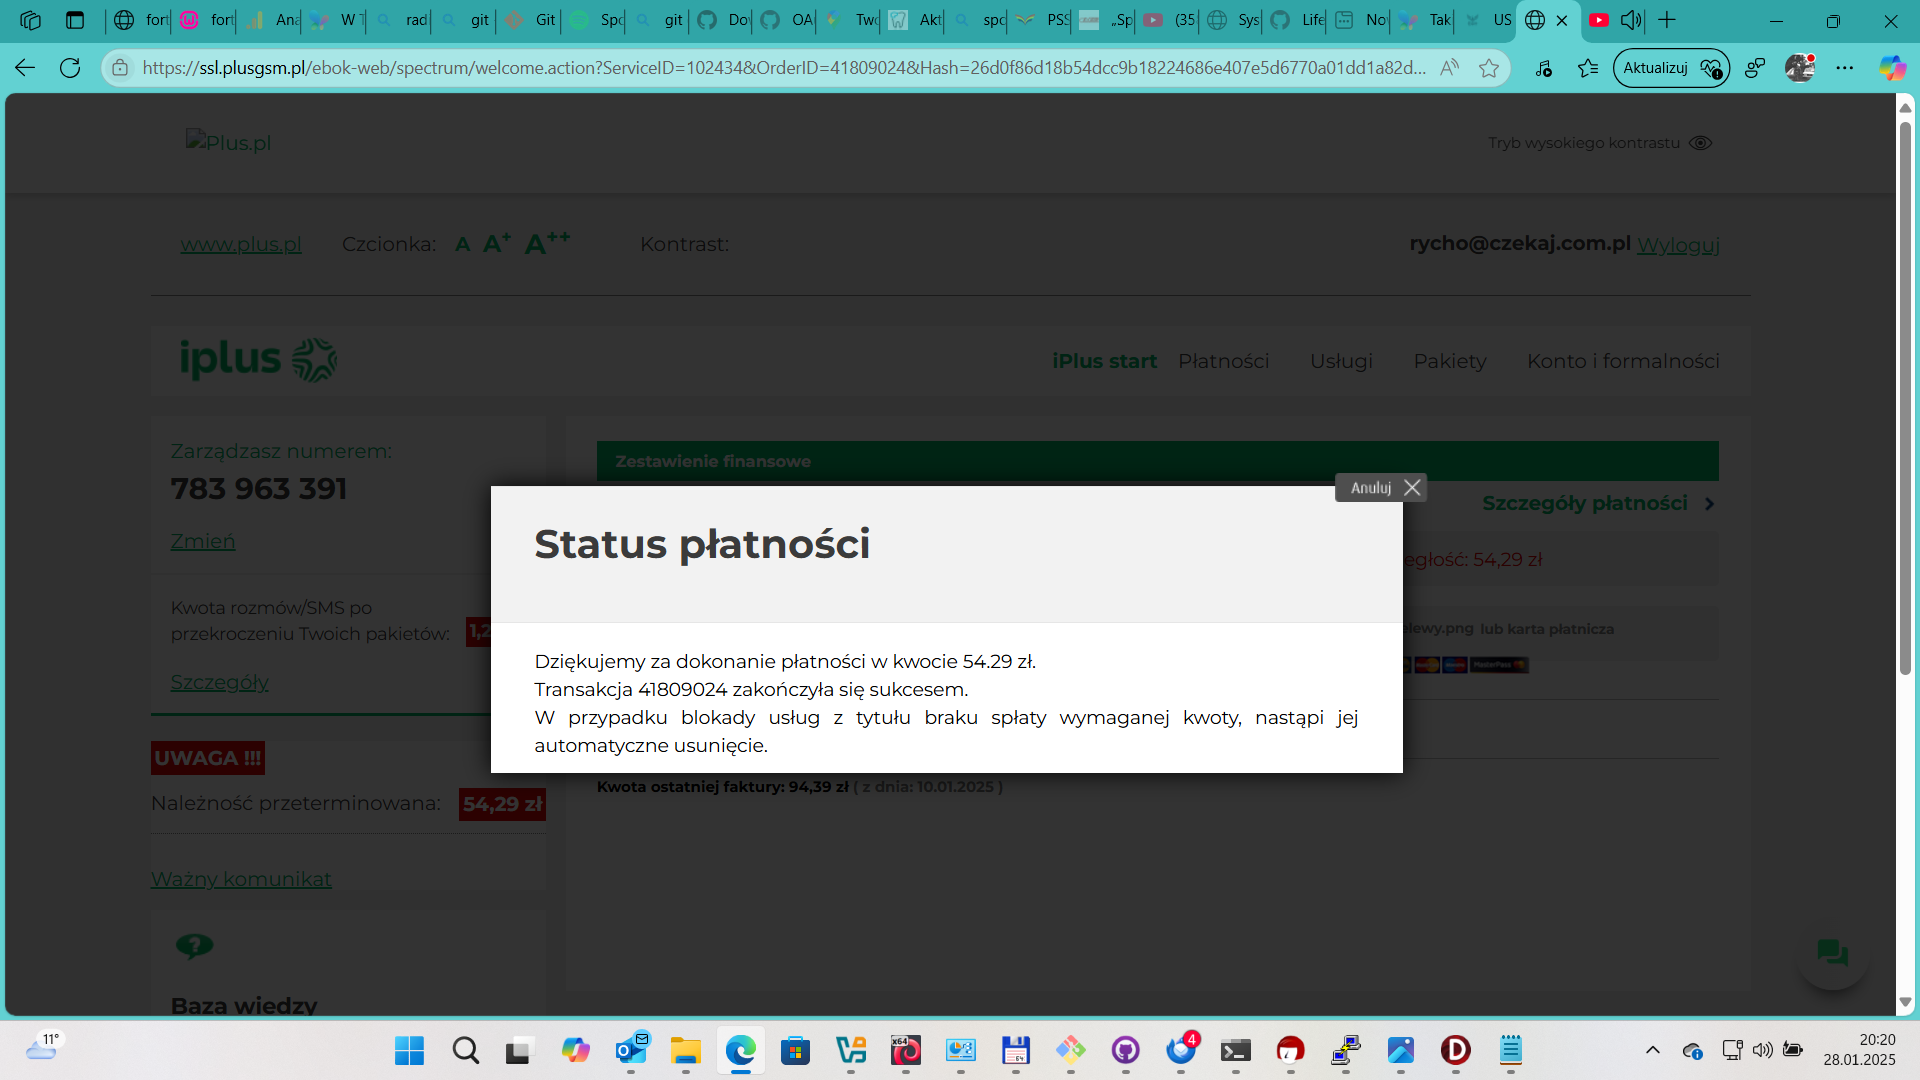 fort
fort
Ana
W T
rad
git
Git
Spo
git
Do
OA
Two
Akt
spo
PSS
„Sp
(35
Sys
Life
No
Tak
US
https://ssl.plusgsm.pl/ebok-web/spectrum/welcome.action?ServiceID=102434&OrderID=41809024&Hash=26d0f86d18b54dcc9b18224686e407e5d6770a01dd1a82d...
Aktualizuj
Plus.pl
Tryb wysokiego kontrastu
www.plus.pl
Czcionka: A A+ A++
Kontrast:
rycho@czekaj.com.pl Wyloguj
iplus
iPlus start Płatności Usługi Pakiety Konto i formalności
Zarządzasz numerem:
783 963 391
Zmień
Kwota rozmów/SMS po
przekroczeniu Twoich pakietów: 1,2
Szczegóły
UWAGA !!!
Należność przeterminowana: 54,29 zł
Ważny komunikat
Baza wiedzy
Zestawienie finansowe
Szczegóły płatności
egłość: 54,29 zł
elewy.png lub karta płatnicza
MasterPass
Anuluj
Status płatności
Dziękujemy za dokonanie płatności w kwocie 54.29 zł.
Transakcja 41809024 zakończyła się sukcesem.
W przypadku blokady usług z tytułu braku spłaty wymaganej kwoty, nastąpi jej
automatyczne usunięcie.
Kwota ostatniej faktury: 94,39 zł ( z dnia: 10.01.2025 )
11°
x64
64
4
20:20
28.01.2025